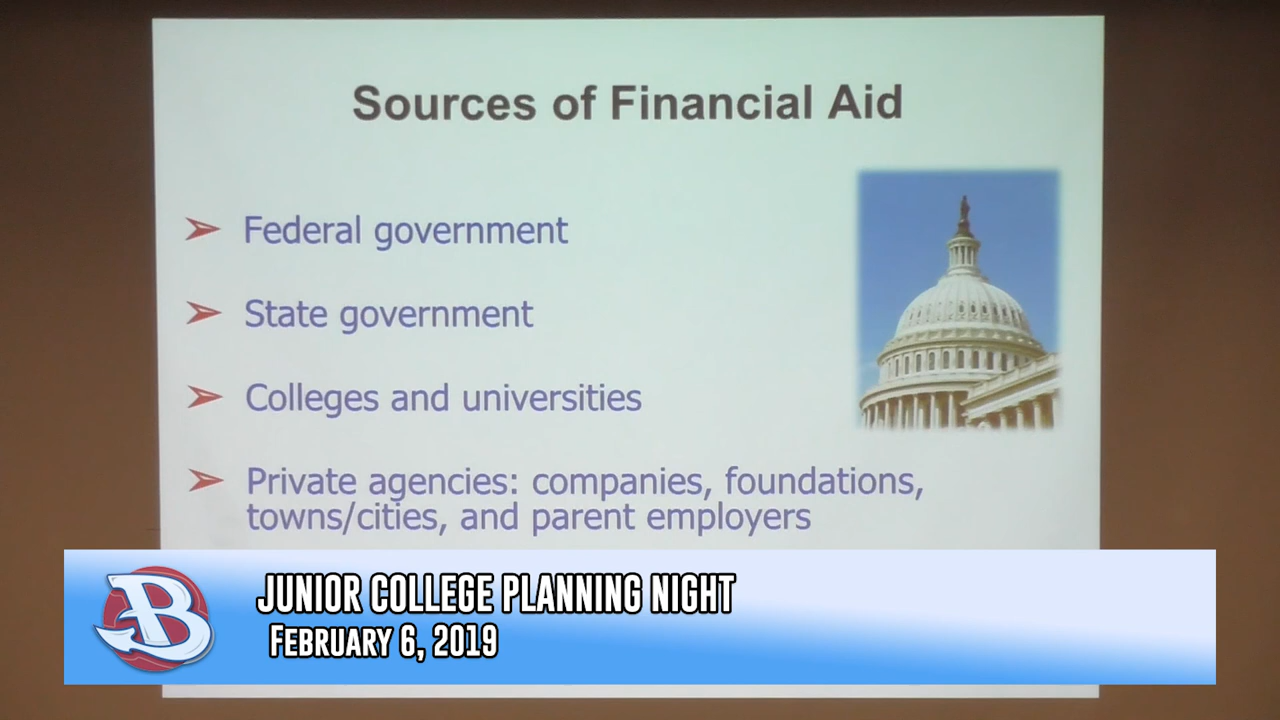 Sources of Financial Aid
Federal government
State government
Colleges and universities
Private agencies: companies, foundations,
towns/cities, and parent employers
B
JUNIOR COLLEGE PLANNING NIGHT
FEBRUARY 6, 2019